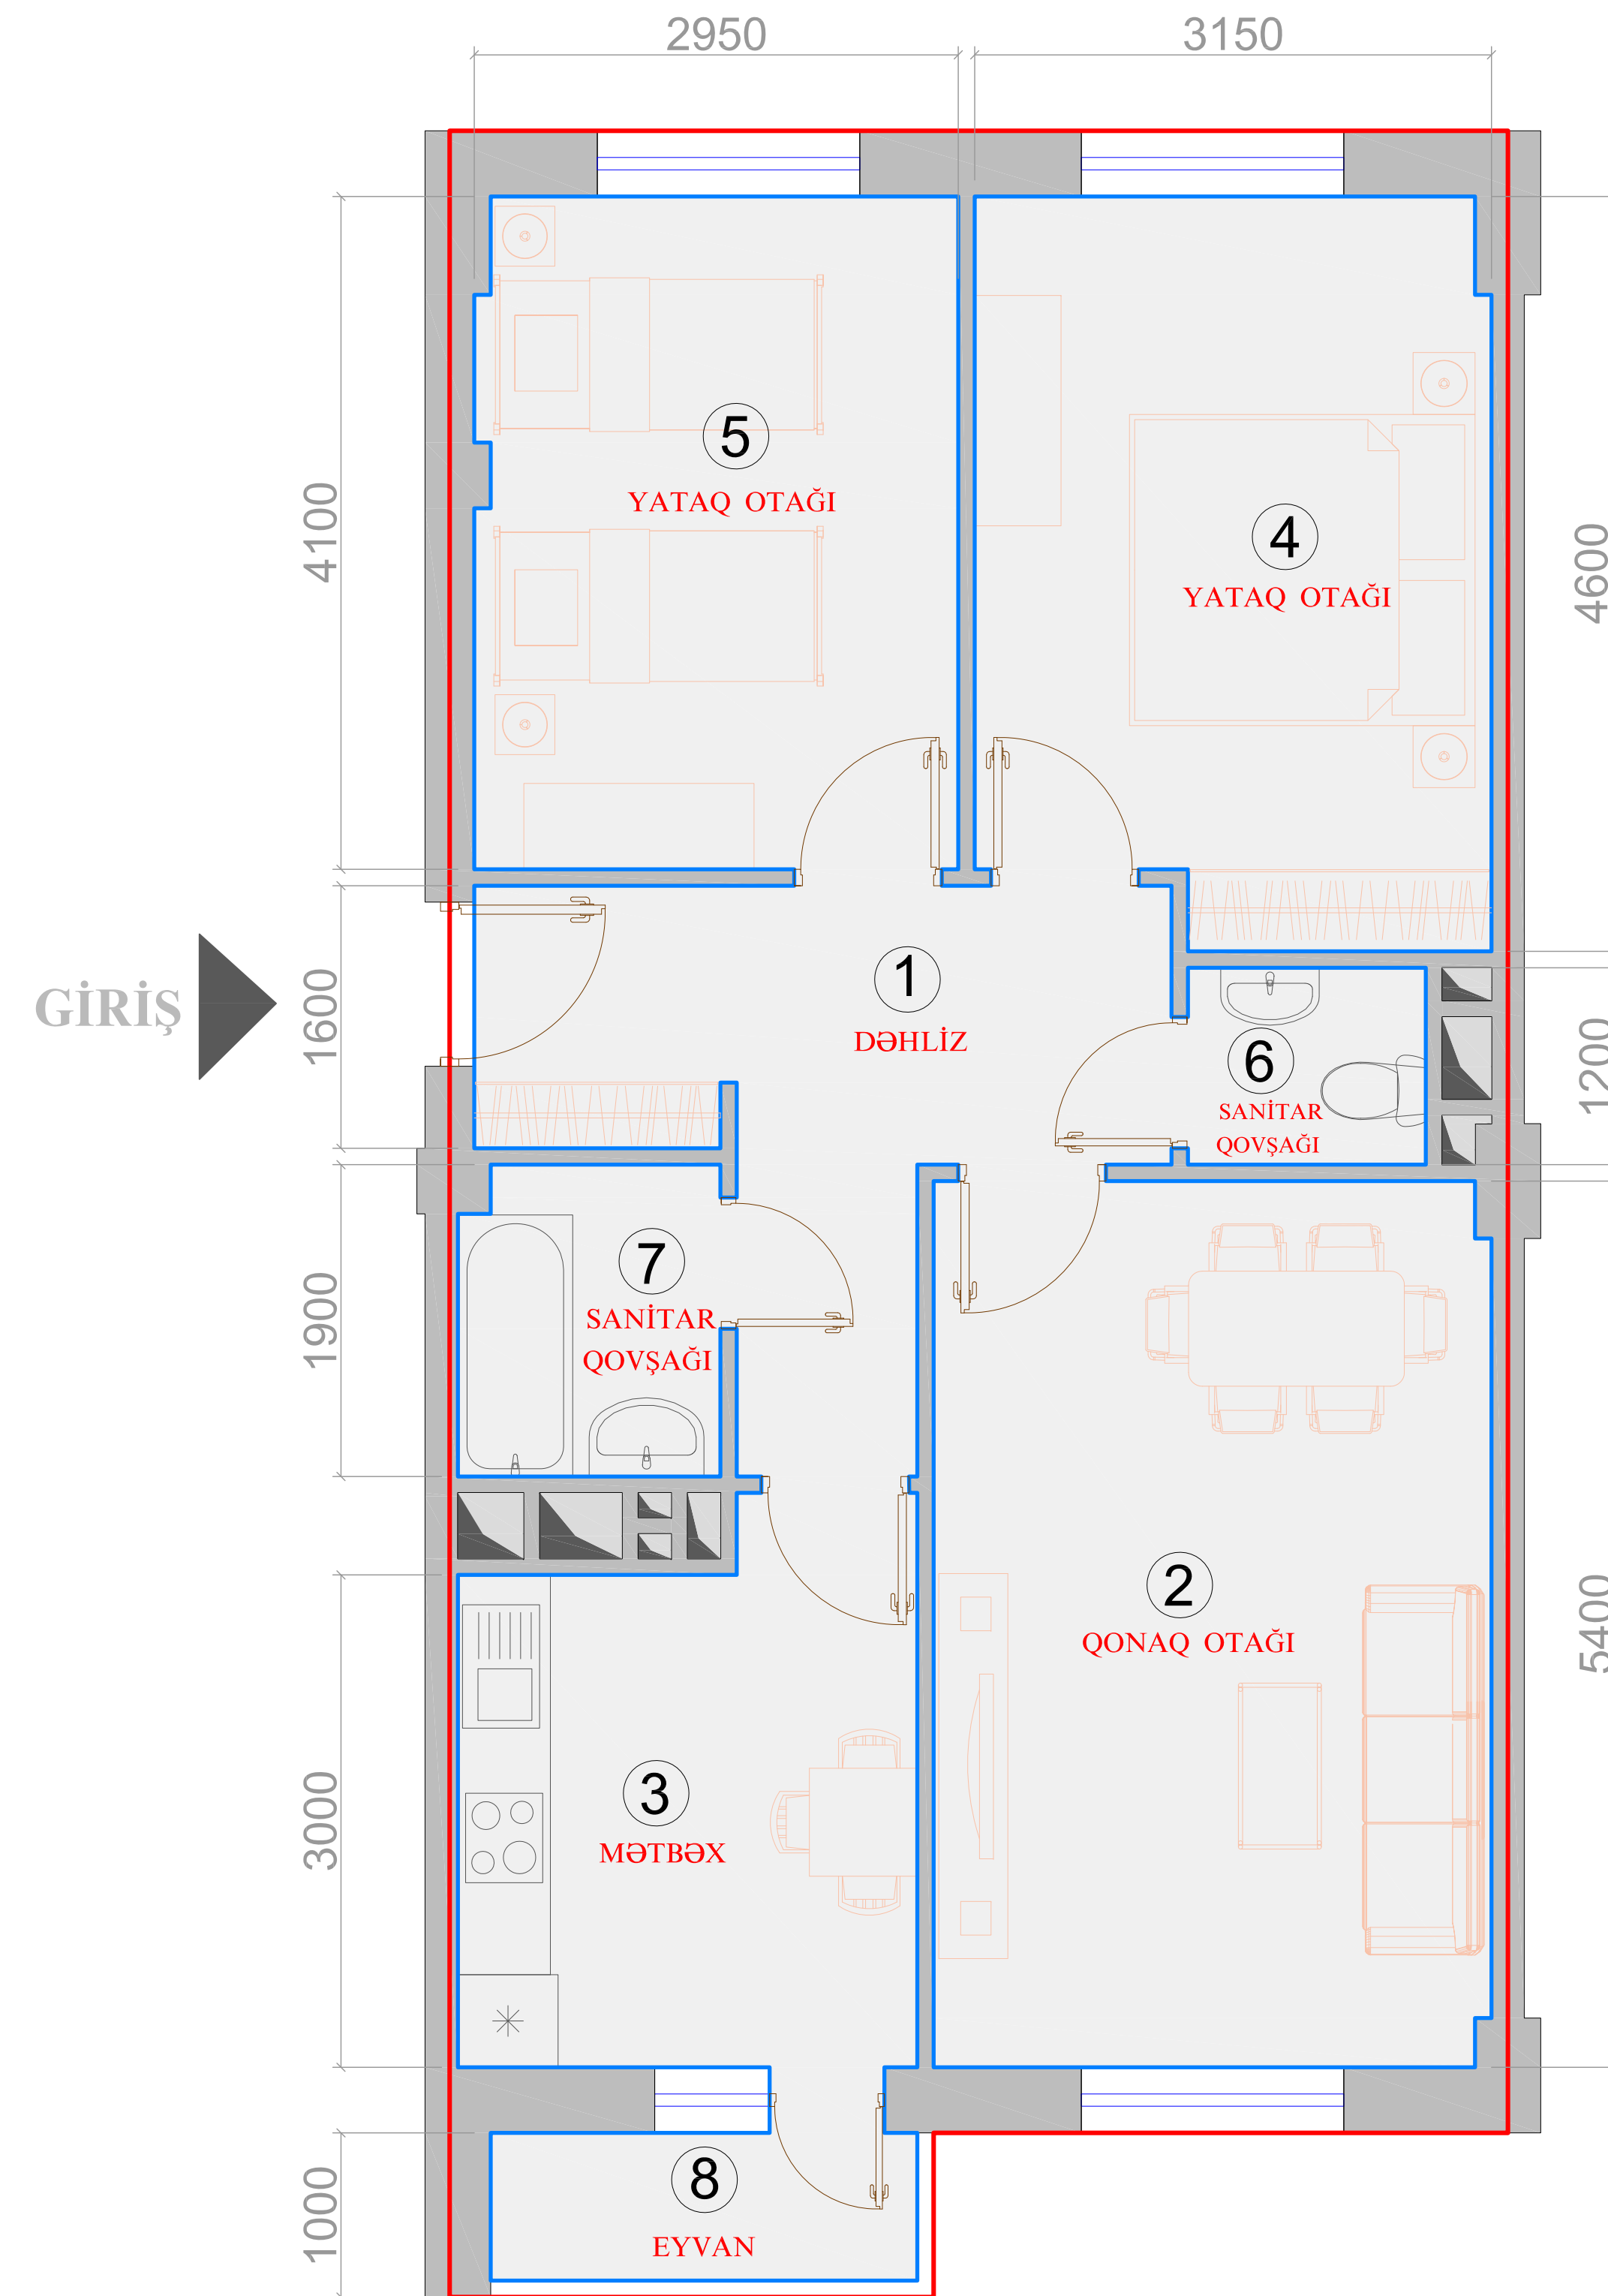 2950
3150
5
YATAQ OTAĞI
4
YATAQ OTAĞI
4100
4600
1
DƏHLİZ
GİRİŞ
1600
6
SANİTAR
QOVŞAĞI
1200
7
SANİTAR
QOVŞAĞI
1900
2
QONAQ OTAĞI
5400
3
MƏTBƏX
3000
8
EYVAN
1000